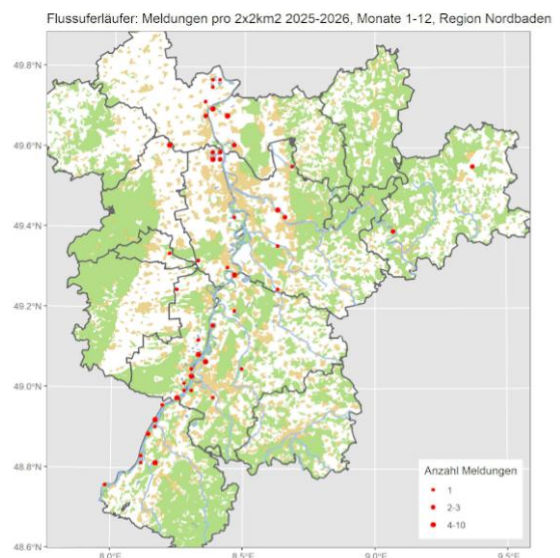 Flussuferläufer: Meldungen pro 2x2km2 2025-2026, Monate 1-12, Region Nordbaden
49.8°N
49.6°N
49.4°N
49.2°N
49.0°N
48.8°N
48.6°N
8.0°E
8.5°E
9.0°E
9.5°E
Anzahl Meldungen
1
2-3
4-10